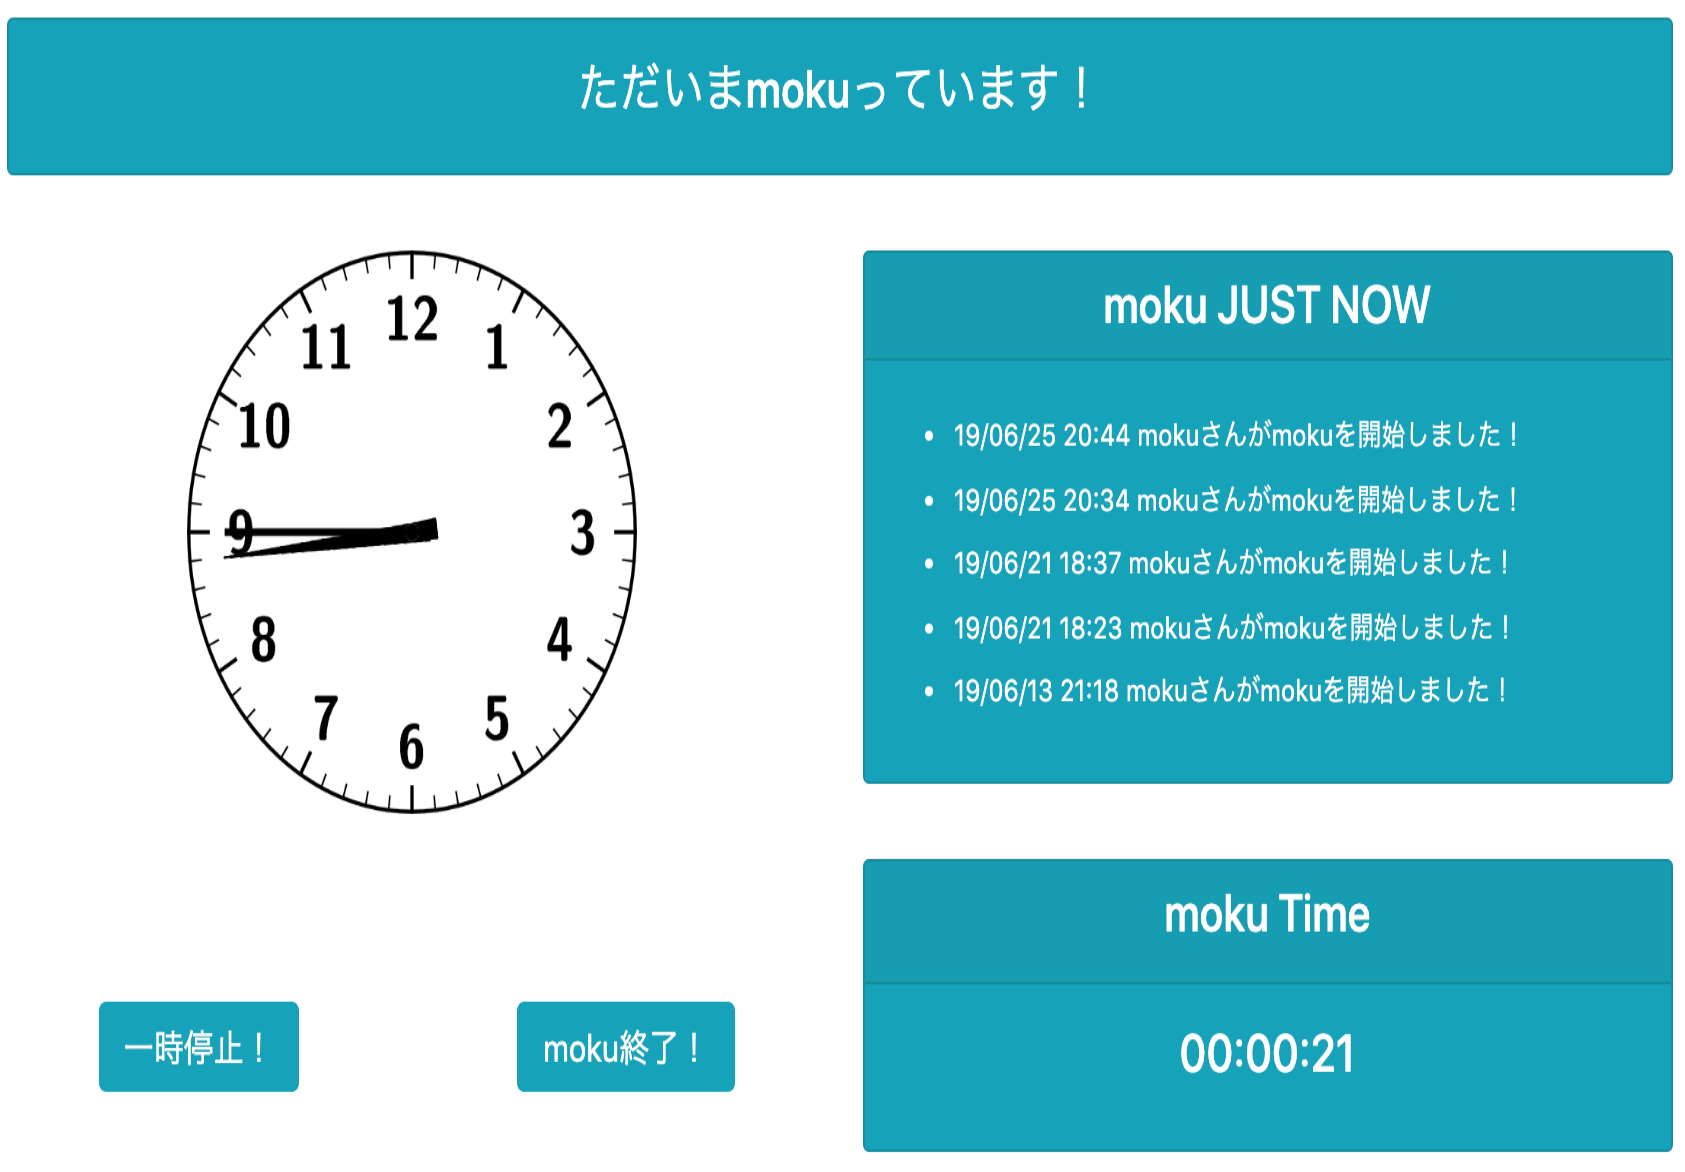 ただいまmokuっています！
12
11
1
10
2
9
3
8
4
7
5
6
moku JUST NOW
• 19/06/25 20:44 mokuさんがmokuを開始しました！
• 19/06/25 20:34 mokuさんがmokuを開始しました！
• 19/06/21 18:37 mokuさんがmokuを開始しました！
• 19/06/21 18:23 mokuさんがmokuを開始しました！
• 19/06/13 21:18 mokuさんがmokuを開始しました！
moku Time
00:00:21
一時停止！
moku終了！